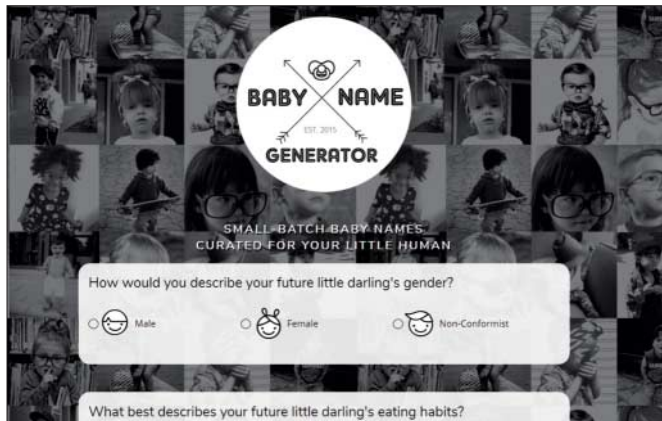 BABY NAME
EST. 2015
GENERATOR
SMALL-BATCH BABY NAMES
CURATED FOR YOUR LITTLE HUMAN
How would you describe your future little darling's gender?
Male Female Non-Conformist
What best describes your future little darling's eating habits?